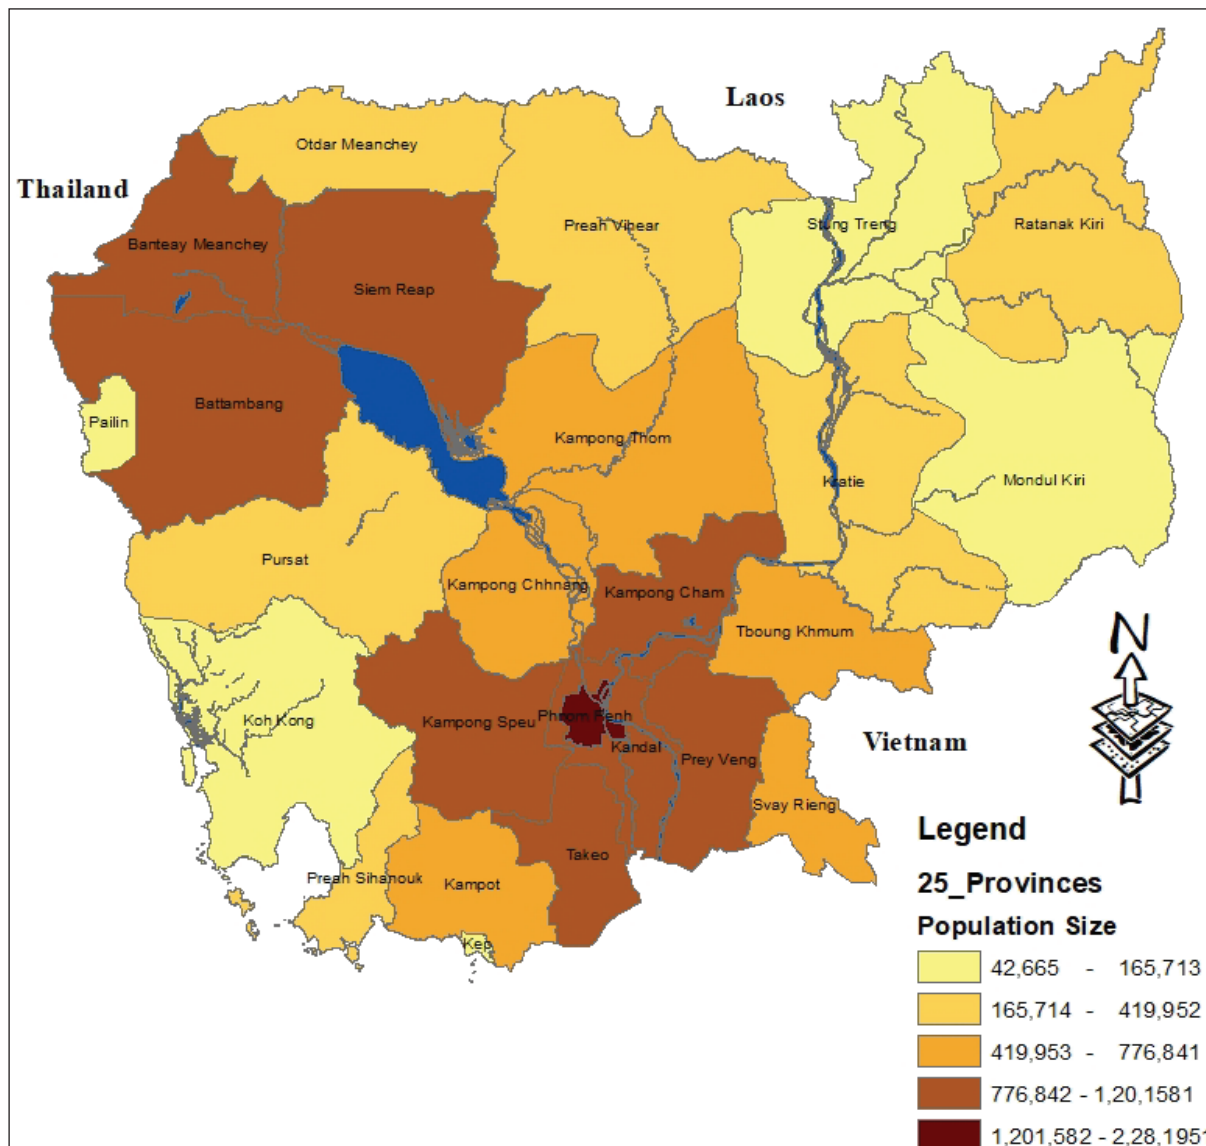 Laos
Otdar Meanchey
Thailand
Stung Treng
Ratanak Kiri
Preah Vihear
Banteay Meanchey
Siem Reap
Battambang
Pailin
Kampong Thom
Kratie
Mondul Kiri
Pursat
Kampong Chhnang
Kampong Cham
Tboung Khmum
N
Koh Kong
Kampong Speu
Phnom Penh
Kandal
Prey Veng
Vietnam
Svay Rieng
Takeo
Preah Sihanouk
Kampot
Kep
Legend
25_Provinces
Population Size
42,665 - 165,713
165,714 - 419,952
419,953 - 776,841
776,842 - 1,20,1581
1,201,582 - 2,28,1951